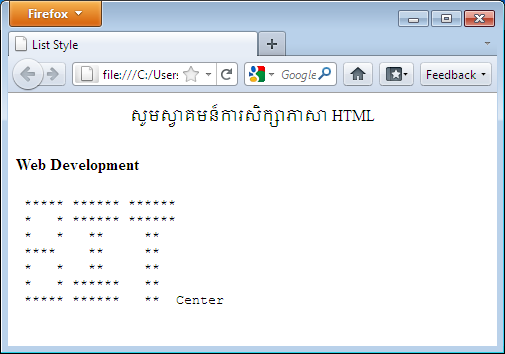 Firefox
List Style
file:///C:/Users
Google
Feedback
សូមស្វាគមន៍ការសិក្សាភាសា HTML
Web Development
***** ****** ******
*   * ****** ******
*   *   **     **
****    **     **
*   *   **     **
*   * ******   **
***** ******   **  Center